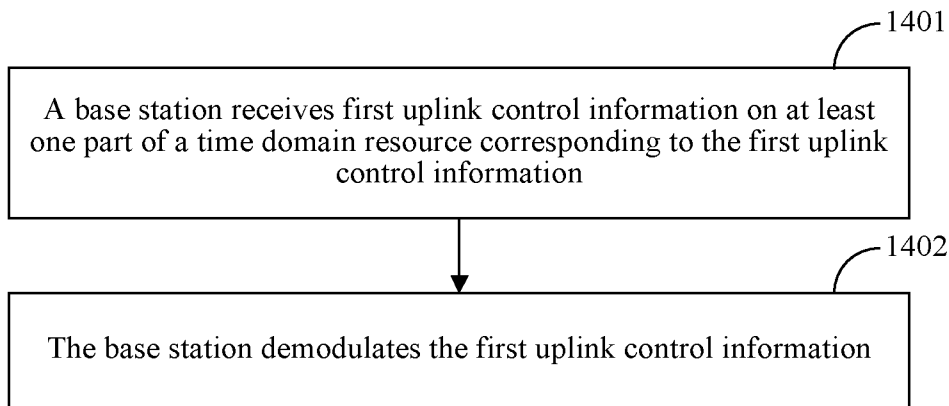 1401
A base station receives first uplink control information on at least
one part of a time domain resource corresponding to the first uplink
control information
1402
The base station demodulates the first uplink control information